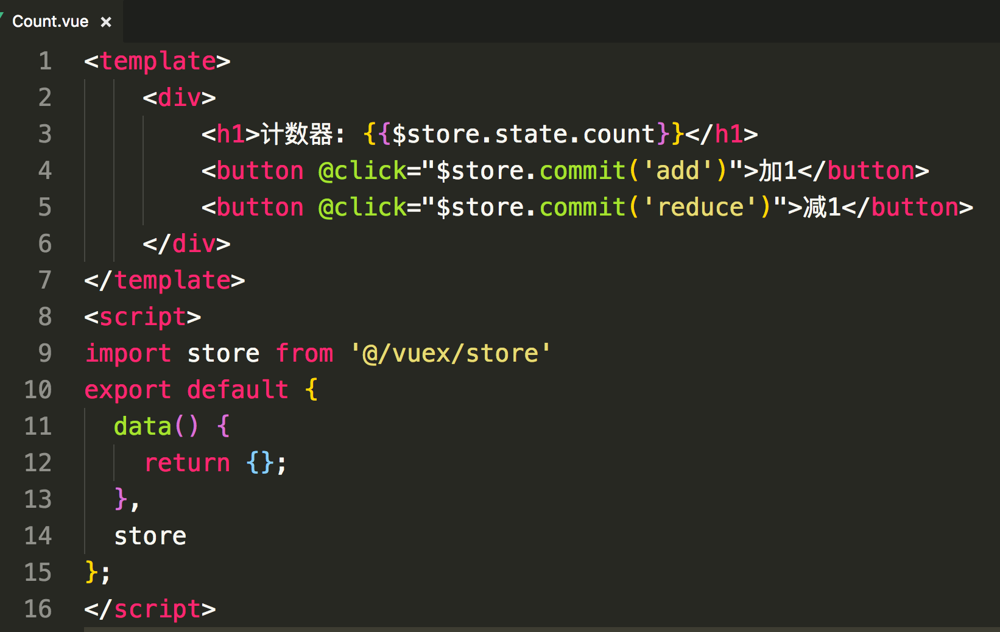 Count.vue ×
1 <template>
2 <div>
3 <h1>计数器: {{$store.state.count}}</h1>
4 <button @click="$store.commit('add')">加1</button>
5 <button @click="$store.commit('reduce')">减1</button>
6 </div>
7 </template>
8 <script>
9 import store from '@/vuex/store'
10 export default {
11 data() {
12 return {};
13 },
14 store
15 };
16 </script>